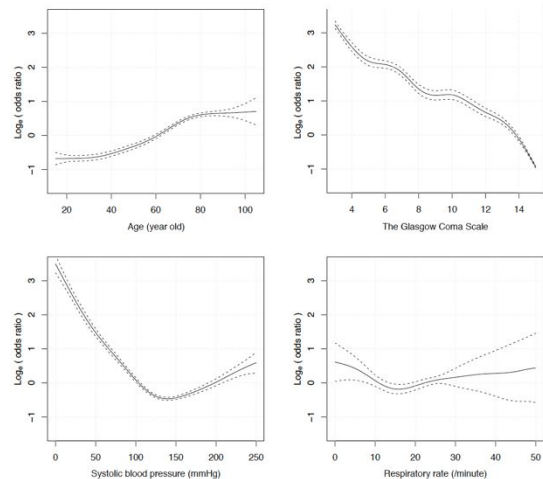 Logₑ ( odds ratio )
3
2
1
0
−1
20 40 60 80 100
Age (year old)
Logₑ ( odds ratio )
3
2
1
0
−1
4 6 8 10 12 14
The Glasgow Coma Scale
Logₑ ( odds ratio )
3
2
1
0
−1
0 50 100 150 200 250
Systolic blood pressure (mmHg)
Logₑ ( odds ratio )
3
2
1
0
−1
0 10 20 30 40 50
Respiratory rate (/minute)